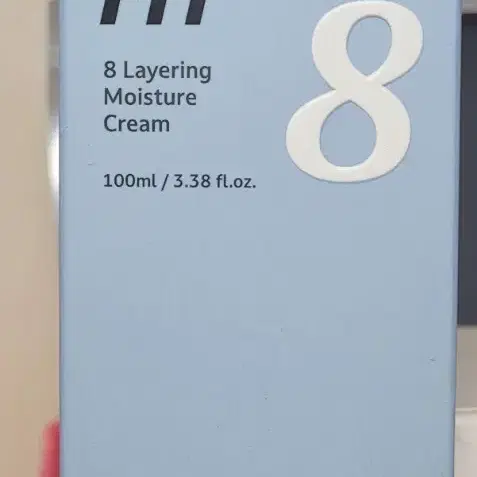 8
8 Layering
Moisture
Cream
100ml / 3.38 fl.oz.